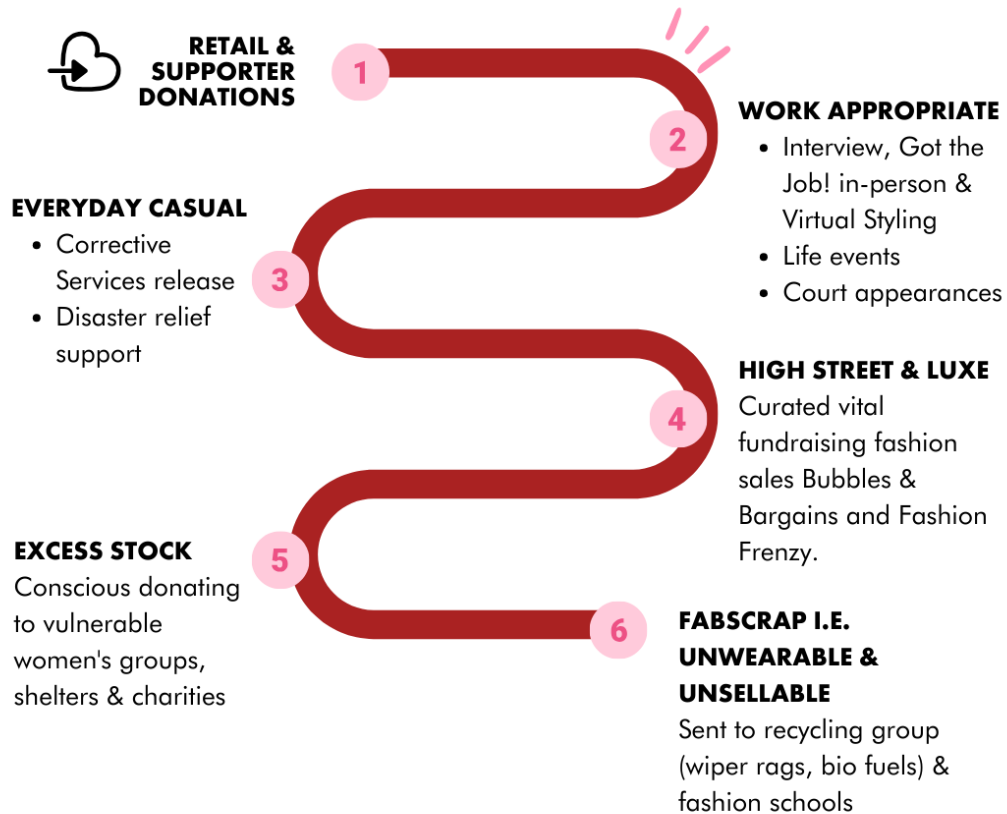 1
RETAIL &
SUPPORTER
DONATIONS
2
WORK APPROPRIATE
• Interview, Got the
Job! in-person &
Virtual Styling
• Life events
• Court appearances
3
EVERYDAY CASUAL
• Corrective
Services release
• Disaster relief
support
4
HIGH STREET & LUXE
Curated vital
fundraising fashion
sales Bubbles &
Bargains and Fashion
Frenzy.
5
EXCESS STOCK
Conscious donating
to vulnerable
women's groups,
shelters & charities
6
FABSCRAP I.E.
UNWEARABLE &
UNSELLABLE
Sent to recycling group
(wiper rags, bio fuels) &
fashion schools